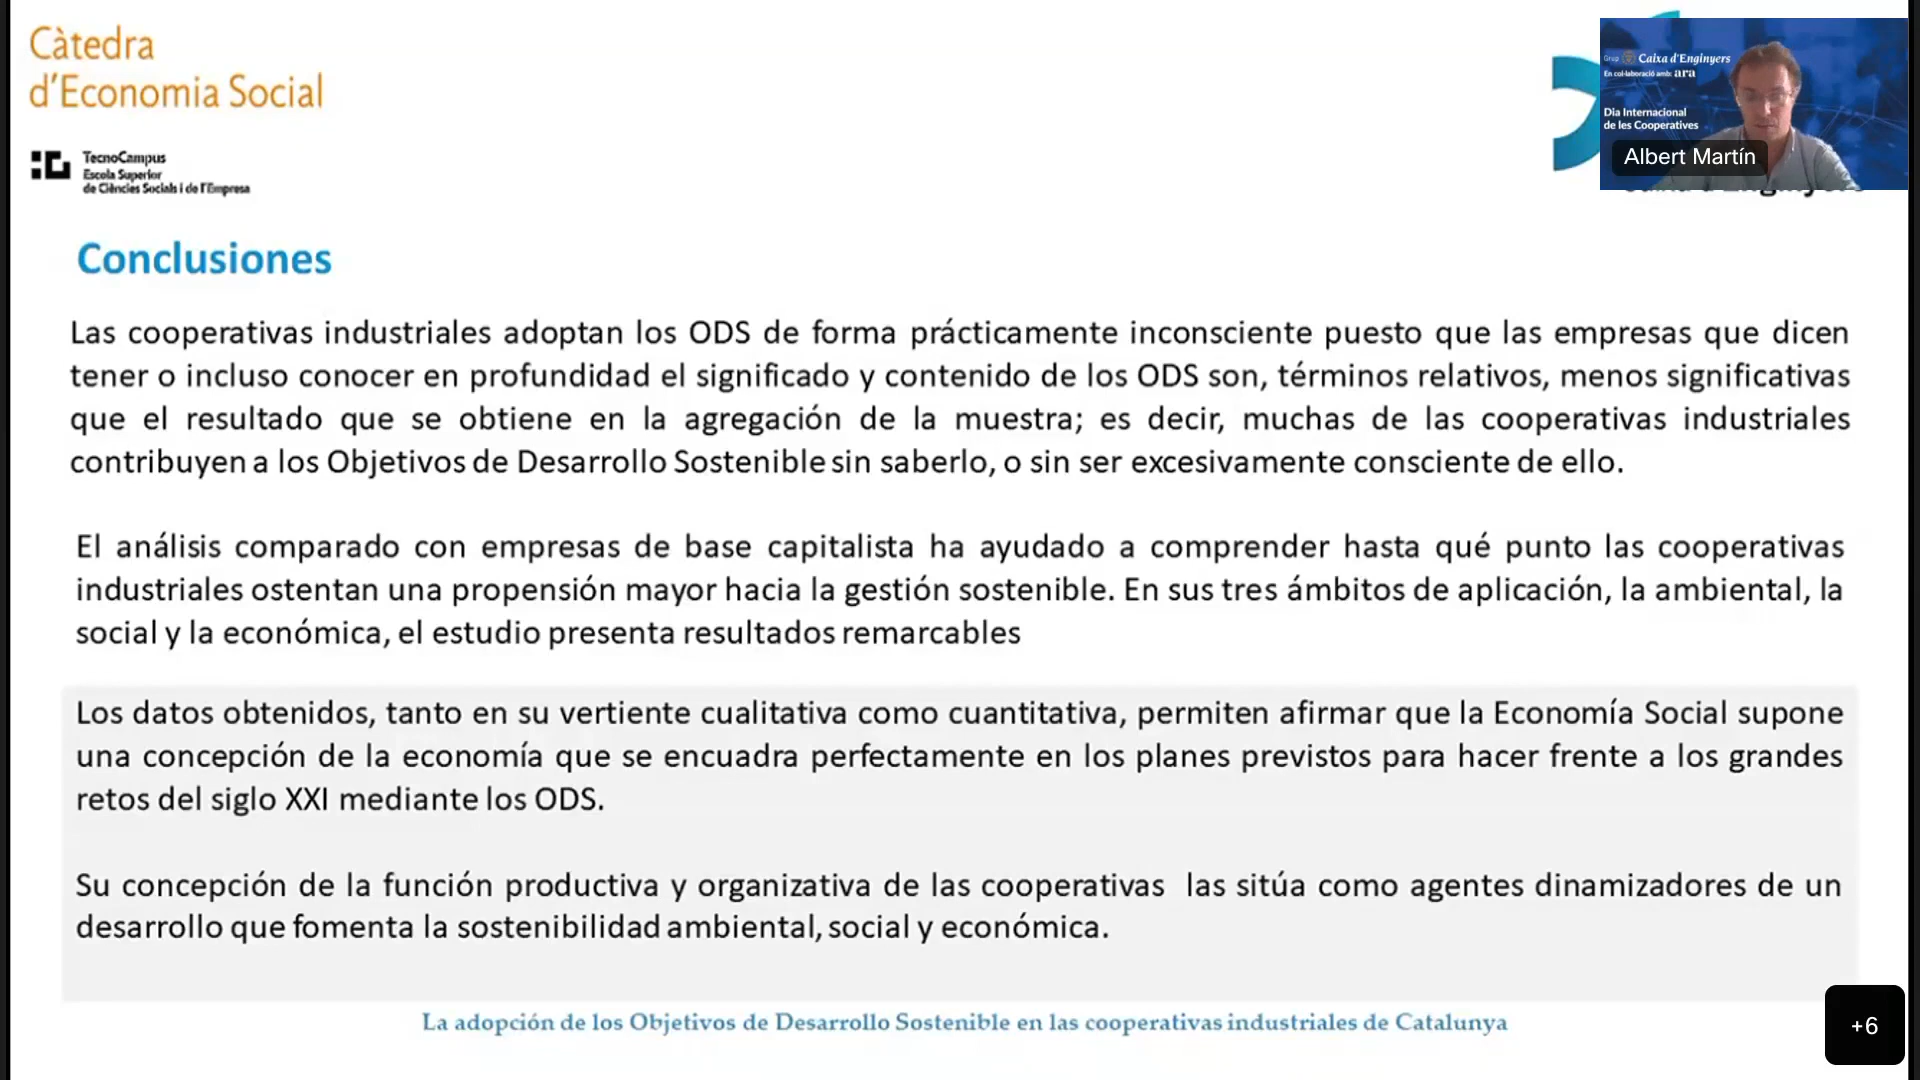 Càtedra
d'Economia Social
TecnoCampus
Escola Superior
de Ciències Socials i de l'Empresa
Grup Caixa d'Enginyers
En col·laboració amb: ara
Dia Internacional
de les Cooperatives
Albert Martín
Conclusiones
Las cooperativas industriales adoptan los ODS de forma prácticamente inconsciente puesto que las empresas que dicen
tener o incluso conocer en profundidad el significado y contenido de los ODS son, términos relativos, menos significativas
que el resultado que se obtiene en la agregación de la muestra; es decir, muchas de las cooperativas industriales
contribuyen a los Objetivos de Desarrollo Sostenible sin saberlo, o sin ser excesivamente consciente de ello.
El análisis comparado con empresas de base capitalista ha ayudado a comprender hasta qué punto las cooperativas
industriales ostentan una propensión mayor hacia la gestión sostenible. En sus tres ámbitos de aplicación, la ambiental, la
social y la económica, el estudio presenta resultados remarcables
Los datos obtenidos, tanto en su vertiente cualitativa como cuantitativa, permiten afirmar que la Economía Social supone
una concepción de la economía que se encuadra perfectamente en los planes previstos para hacer frente a los grandes
retos del siglo XXI mediante los ODS.
Su concepción de la función productiva y organizativa de las cooperativas las sitúa como agentes dinamizadores de un
desarrollo que fomenta la sostenibilidad ambiental, social y económica.
La adopción de los Objetivos de Desarrollo Sostenible en las cooperativas industriales de Catalunya
+6